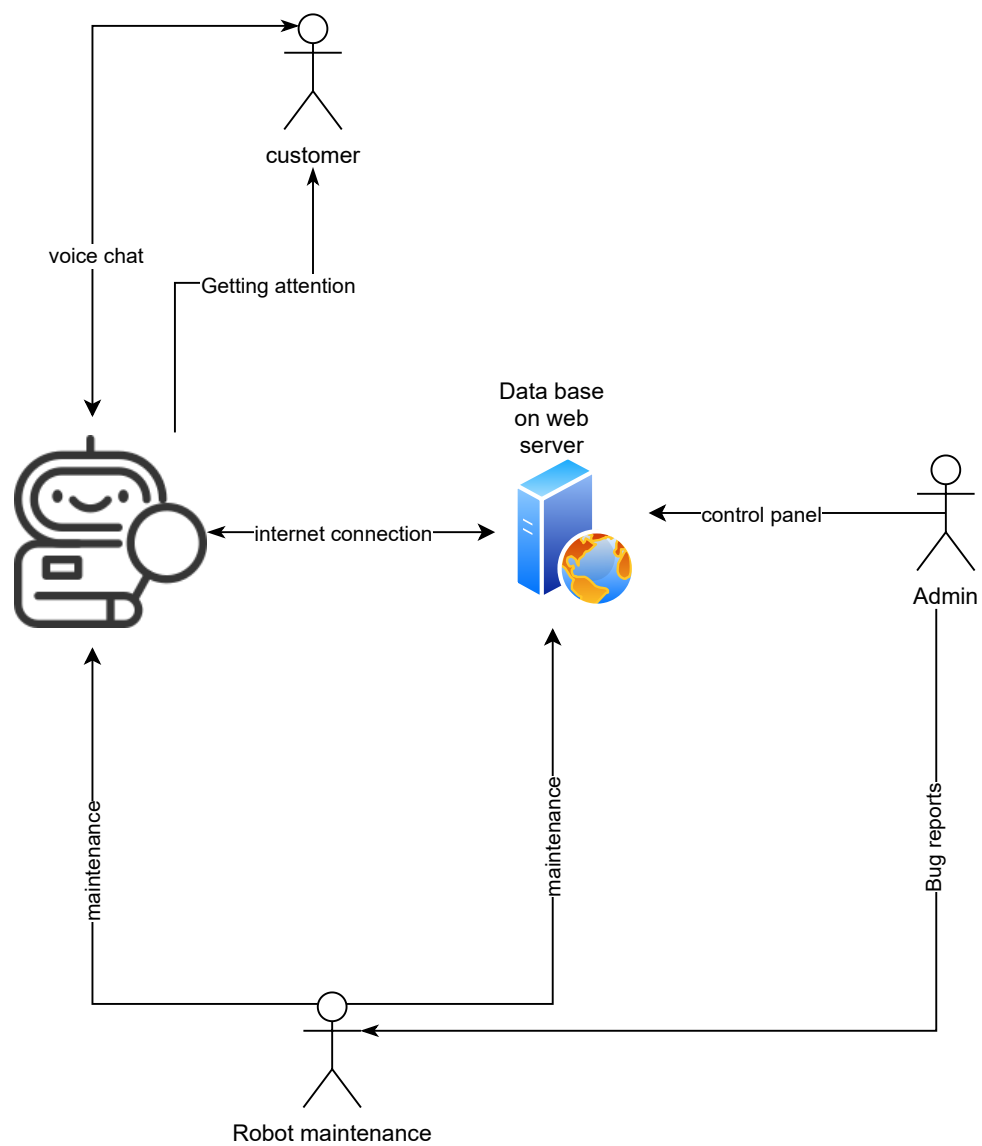 customer
voice chat
Getting attention
Data base
on web
server
internet connection
control panel
Admin
maintenance
maintenance
Bug reports
Robot maintenance